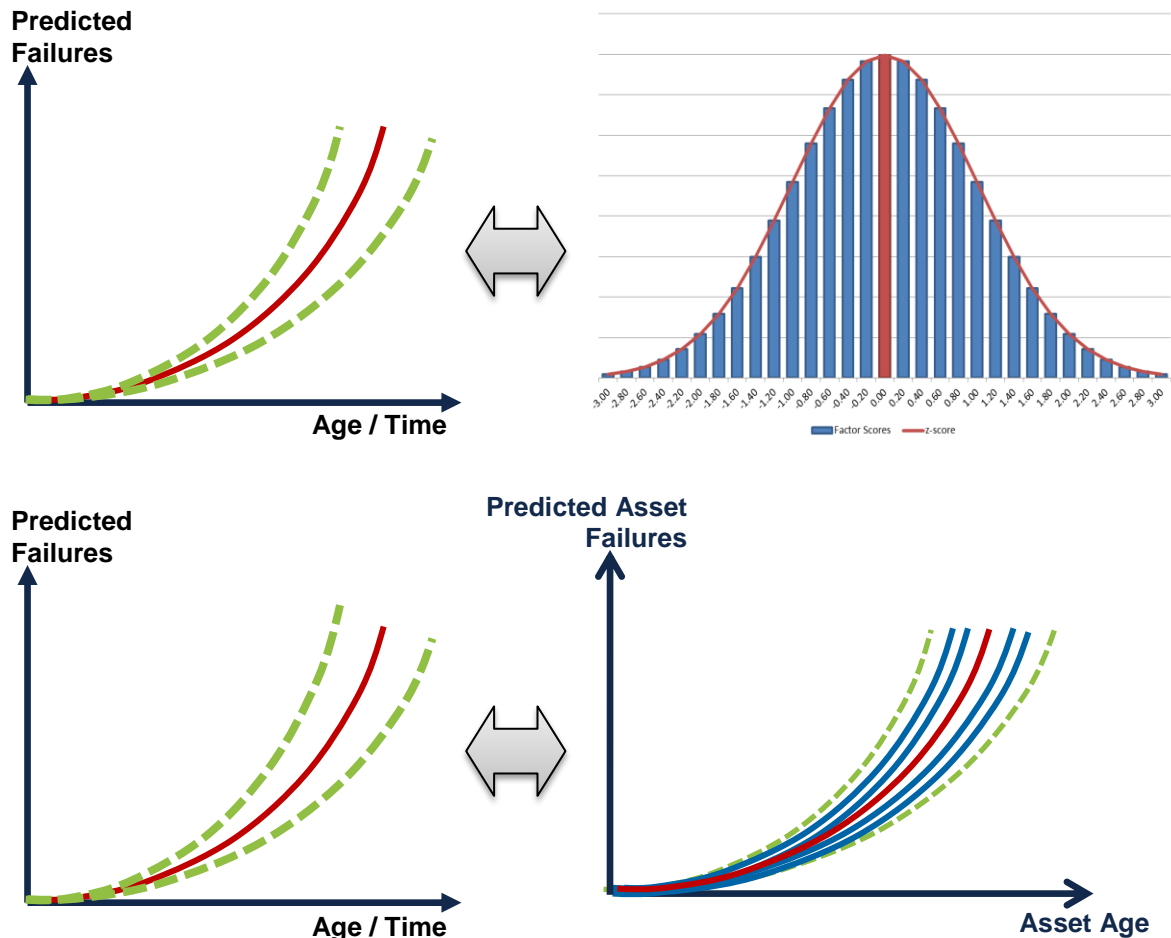 Predicted
Failures
Age / Time
-3.00 -2.80 -2.60 -2.40 -2.20 -2.00 -1.80 -1.60 -1.40 -1.20 -1.00 -0.80 -0.60 -0.40 -0.20 0.00 0.20 0.40 0.60 0.80 1.00 1.20 1.40 1.60 1.80 2.00 2.20 2.40 2.60 2.80 3.00
Factor Scores z-score
Predicted
Failures
Age / Time
Predicted Asset
Failures
Asset Age